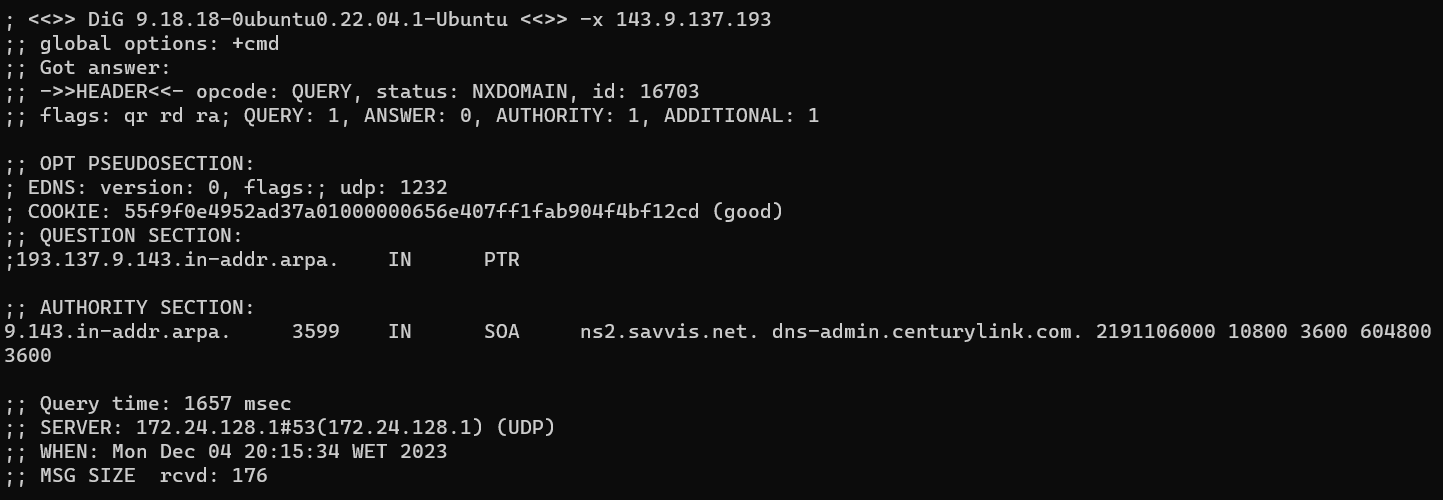 ; <<>> DiG 9.18.18-0ubuntu0.22.04.1-Ubuntu <<>> -x 143.9.137.193
;; global options: +cmd
;; Got answer:
;; ->>HEADER<<- opcode: QUERY, status: NXDOMAIN, id: 16703
;; flags: qr rd ra; QUERY: 1, ANSWER: 0, AUTHORITY: 1, ADDITIONAL: 1

;; OPT PSEUDOSECTION:
; EDNS: version: 0, flags:; udp: 1232
; COOKIE: 55f9f0e4952ad37a01000000656e407ff1fab904f4bf12cd (good)
;; QUESTION SECTION:
;193.137.9.143.in-addr.arpa.    IN      PTR

;; AUTHORITY SECTION:
9.143.in-addr.arpa.     3599    IN      SOA     ns2.savvis.net. dns-admin.centurylink.com. 2191106000 10800 3600 604800
3600

;; Query time: 1657 msec
;; SERVER: 172.24.128.1#53(172.24.128.1) (UDP)
;; WHEN: Mon Dec 04 20:15:34 WET 2023
;; MSG SIZE  rcvd: 176